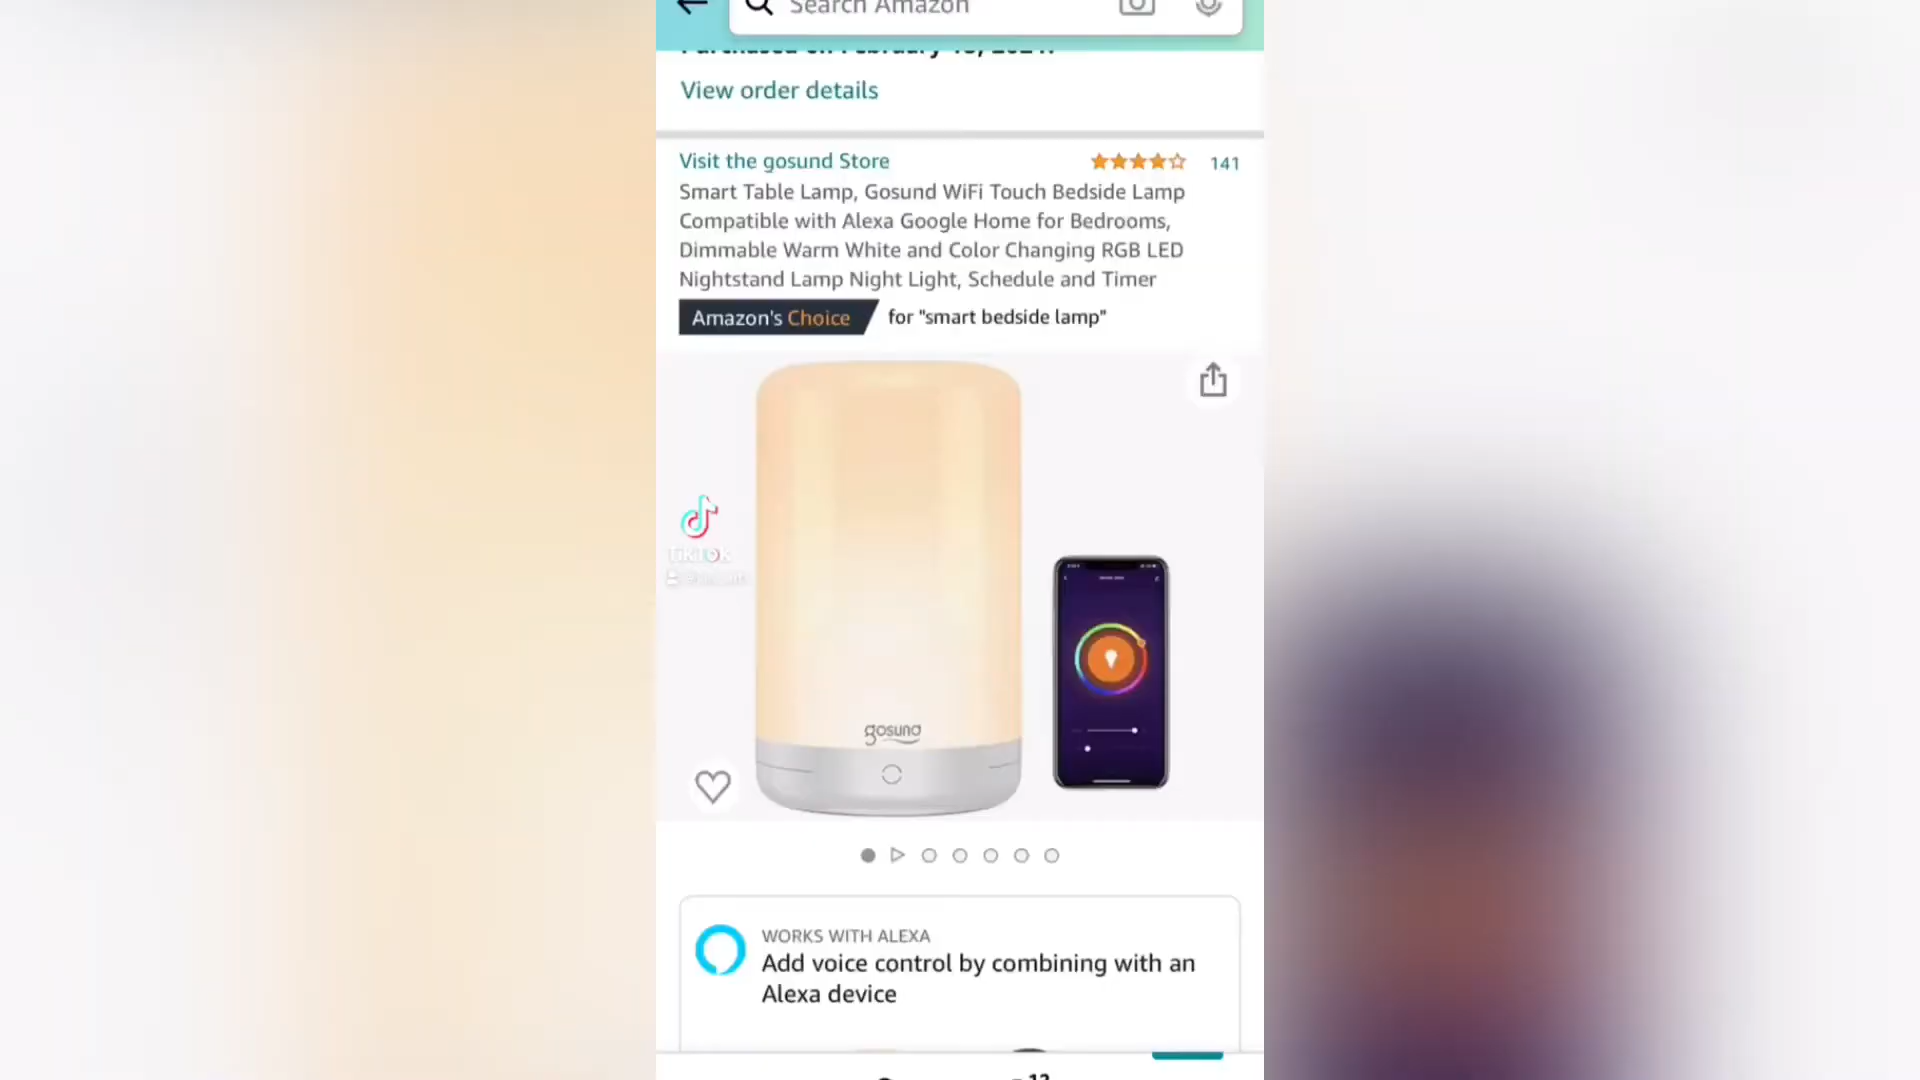 Search Amazon
View order details
Visit the gosund Store
141
Smart Table Lamp, Gosund WiFi Touch Bedside Lamp
Compatible with Alexa Google Home for Bedrooms,
Dimmable Warm White and Color Changing RGB LED
Nightstand Lamp Night Light, Schedule and Timer
Amazon's Choice for "smart bedside lamp"
TikTok
gosund
WORKS WITH ALEXA
Add voice control by combining with an
Alexa device